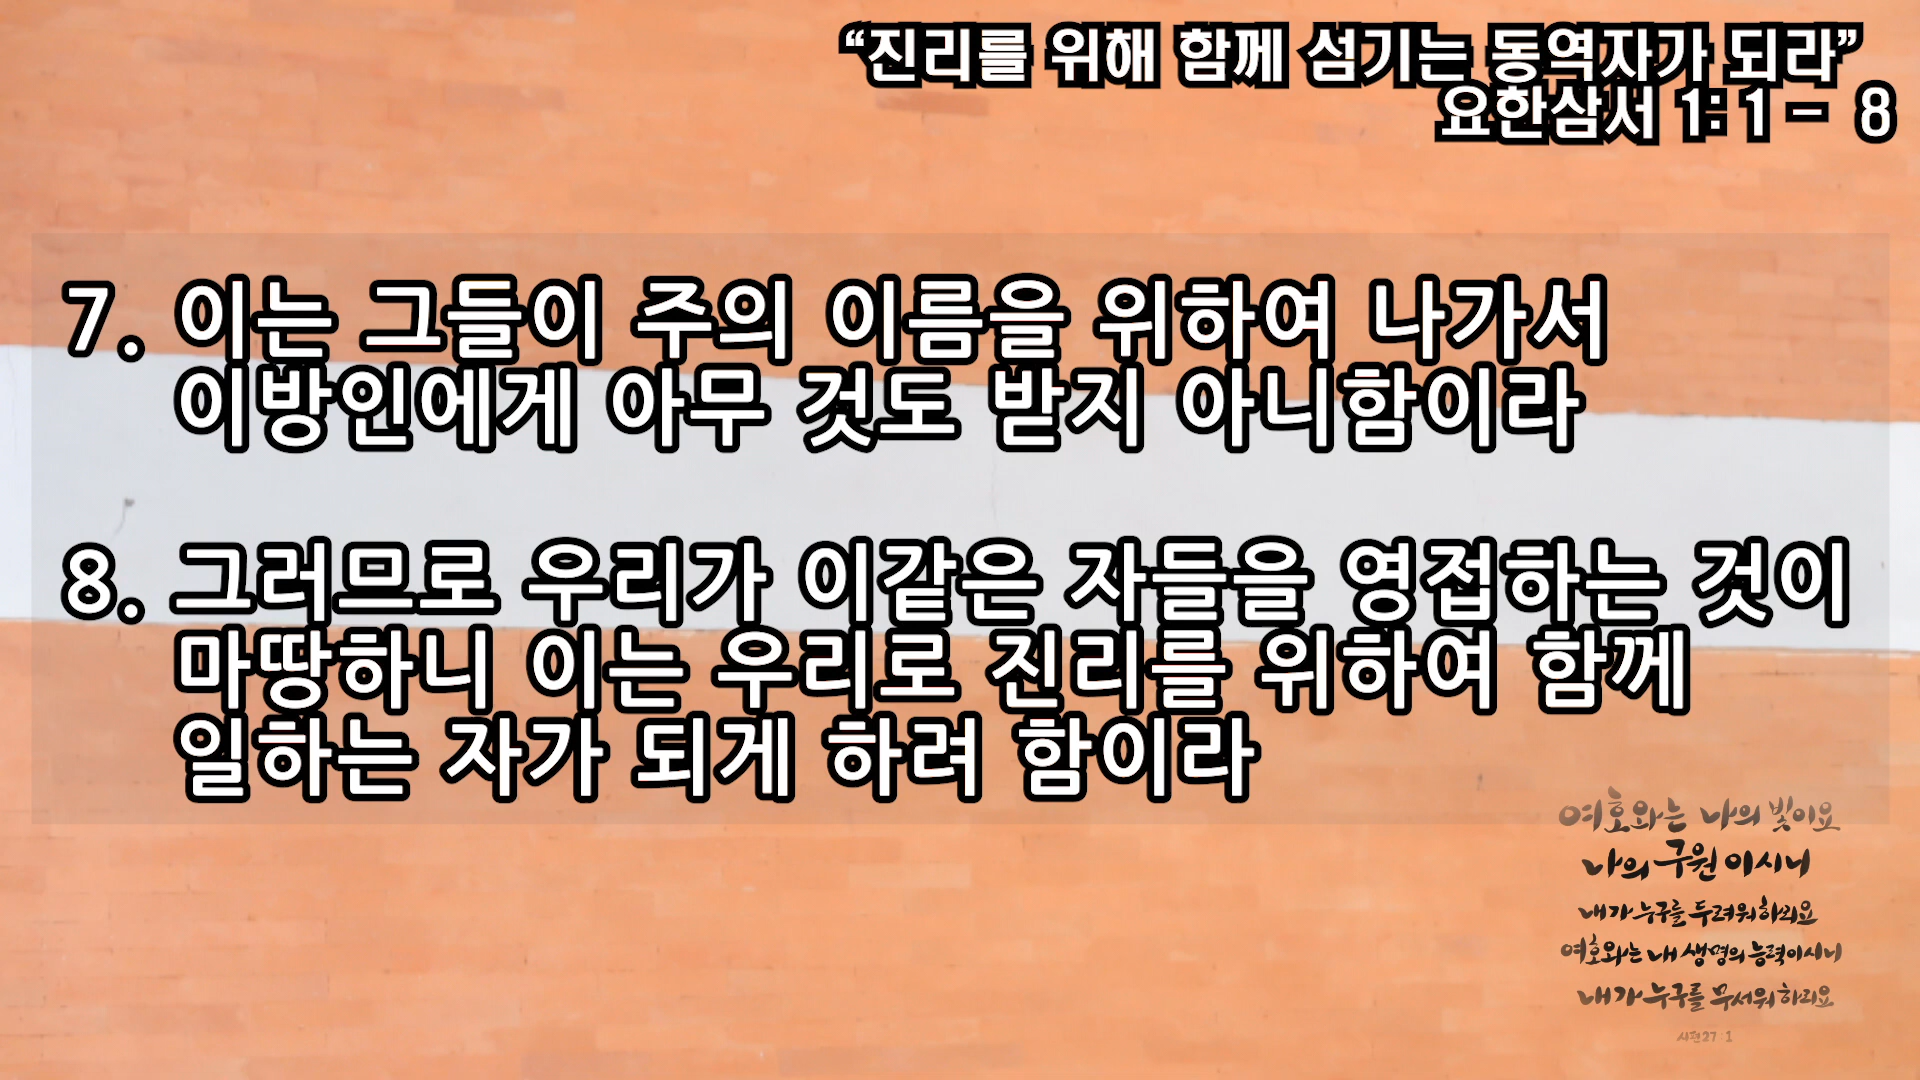 “진리를 위해 함께 섬기는 동역자가 되라”
요한삼서 1: 1 - 8
7. 이는 그들이 주의 이름을 위하여 나가서
이방인에게 아무 것도 받지 아니함이라
8. 그러므로 우리가 이같은 자들을 영접하는 것이
마땅하니 이는 우리로 진리를 위하여 함께
일하는 자가 되게 하려 함이라
여호와는 나의 빛이요
나의 구원이시니
내가 누구를 두려워하리요
여호와는 내 생명의 능력이시니
내가 누구를 무서워하리요
시편27 : 1